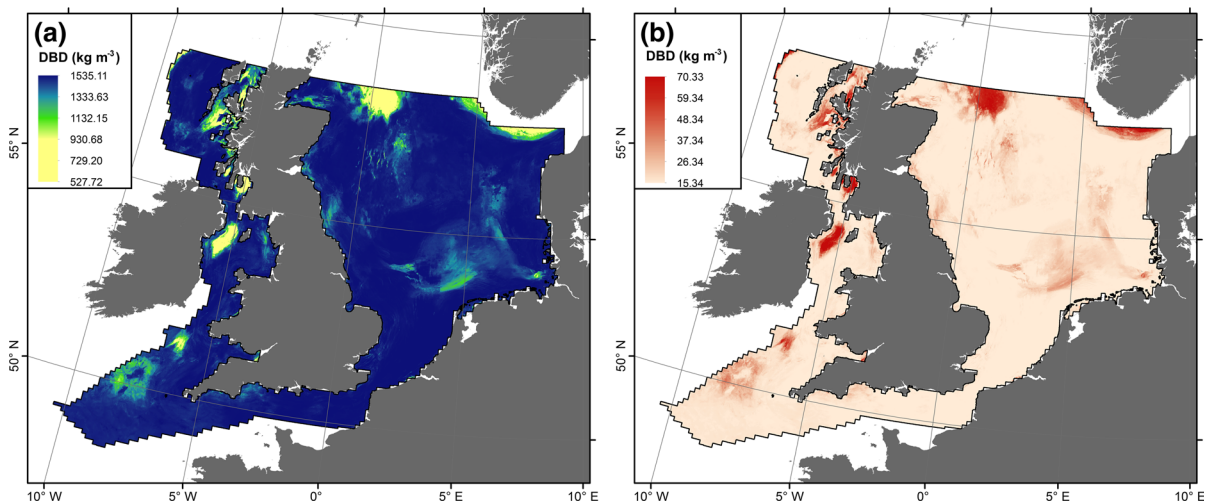 (a)
DBD (kg m⁻³)
1535.11
1333.63
1132.15
930.68
729.20
527.72
55° N
50° N
10° W
5° W
0°
5° E
10° E
(b)
DBD (kg m⁻³)
70.33
59.34
48.34
37.34
26.34
15.34
55° N
50° N
10° W
5° W
0°
5° E
10° E